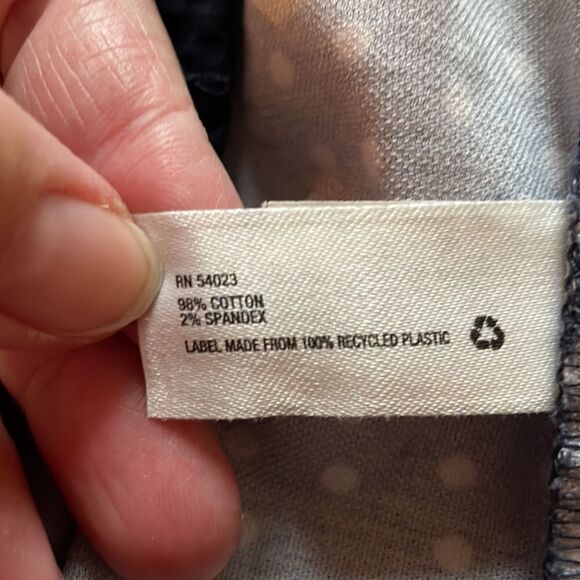 RN 54023
98% COTTON
2% SPANDEX
LABEL MADE FROM 100% RECYCLED PLASTIC